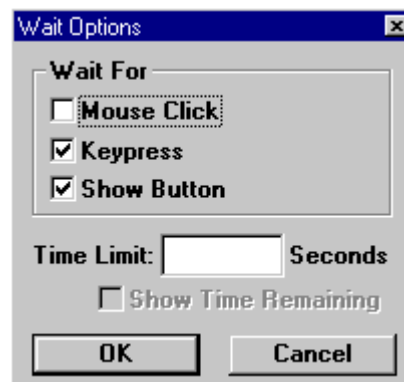 Wait Options
Wait For
Mouse Click
Keypress
Show Button
Time Limit: Seconds
Show Time Remaining
OK Cancel